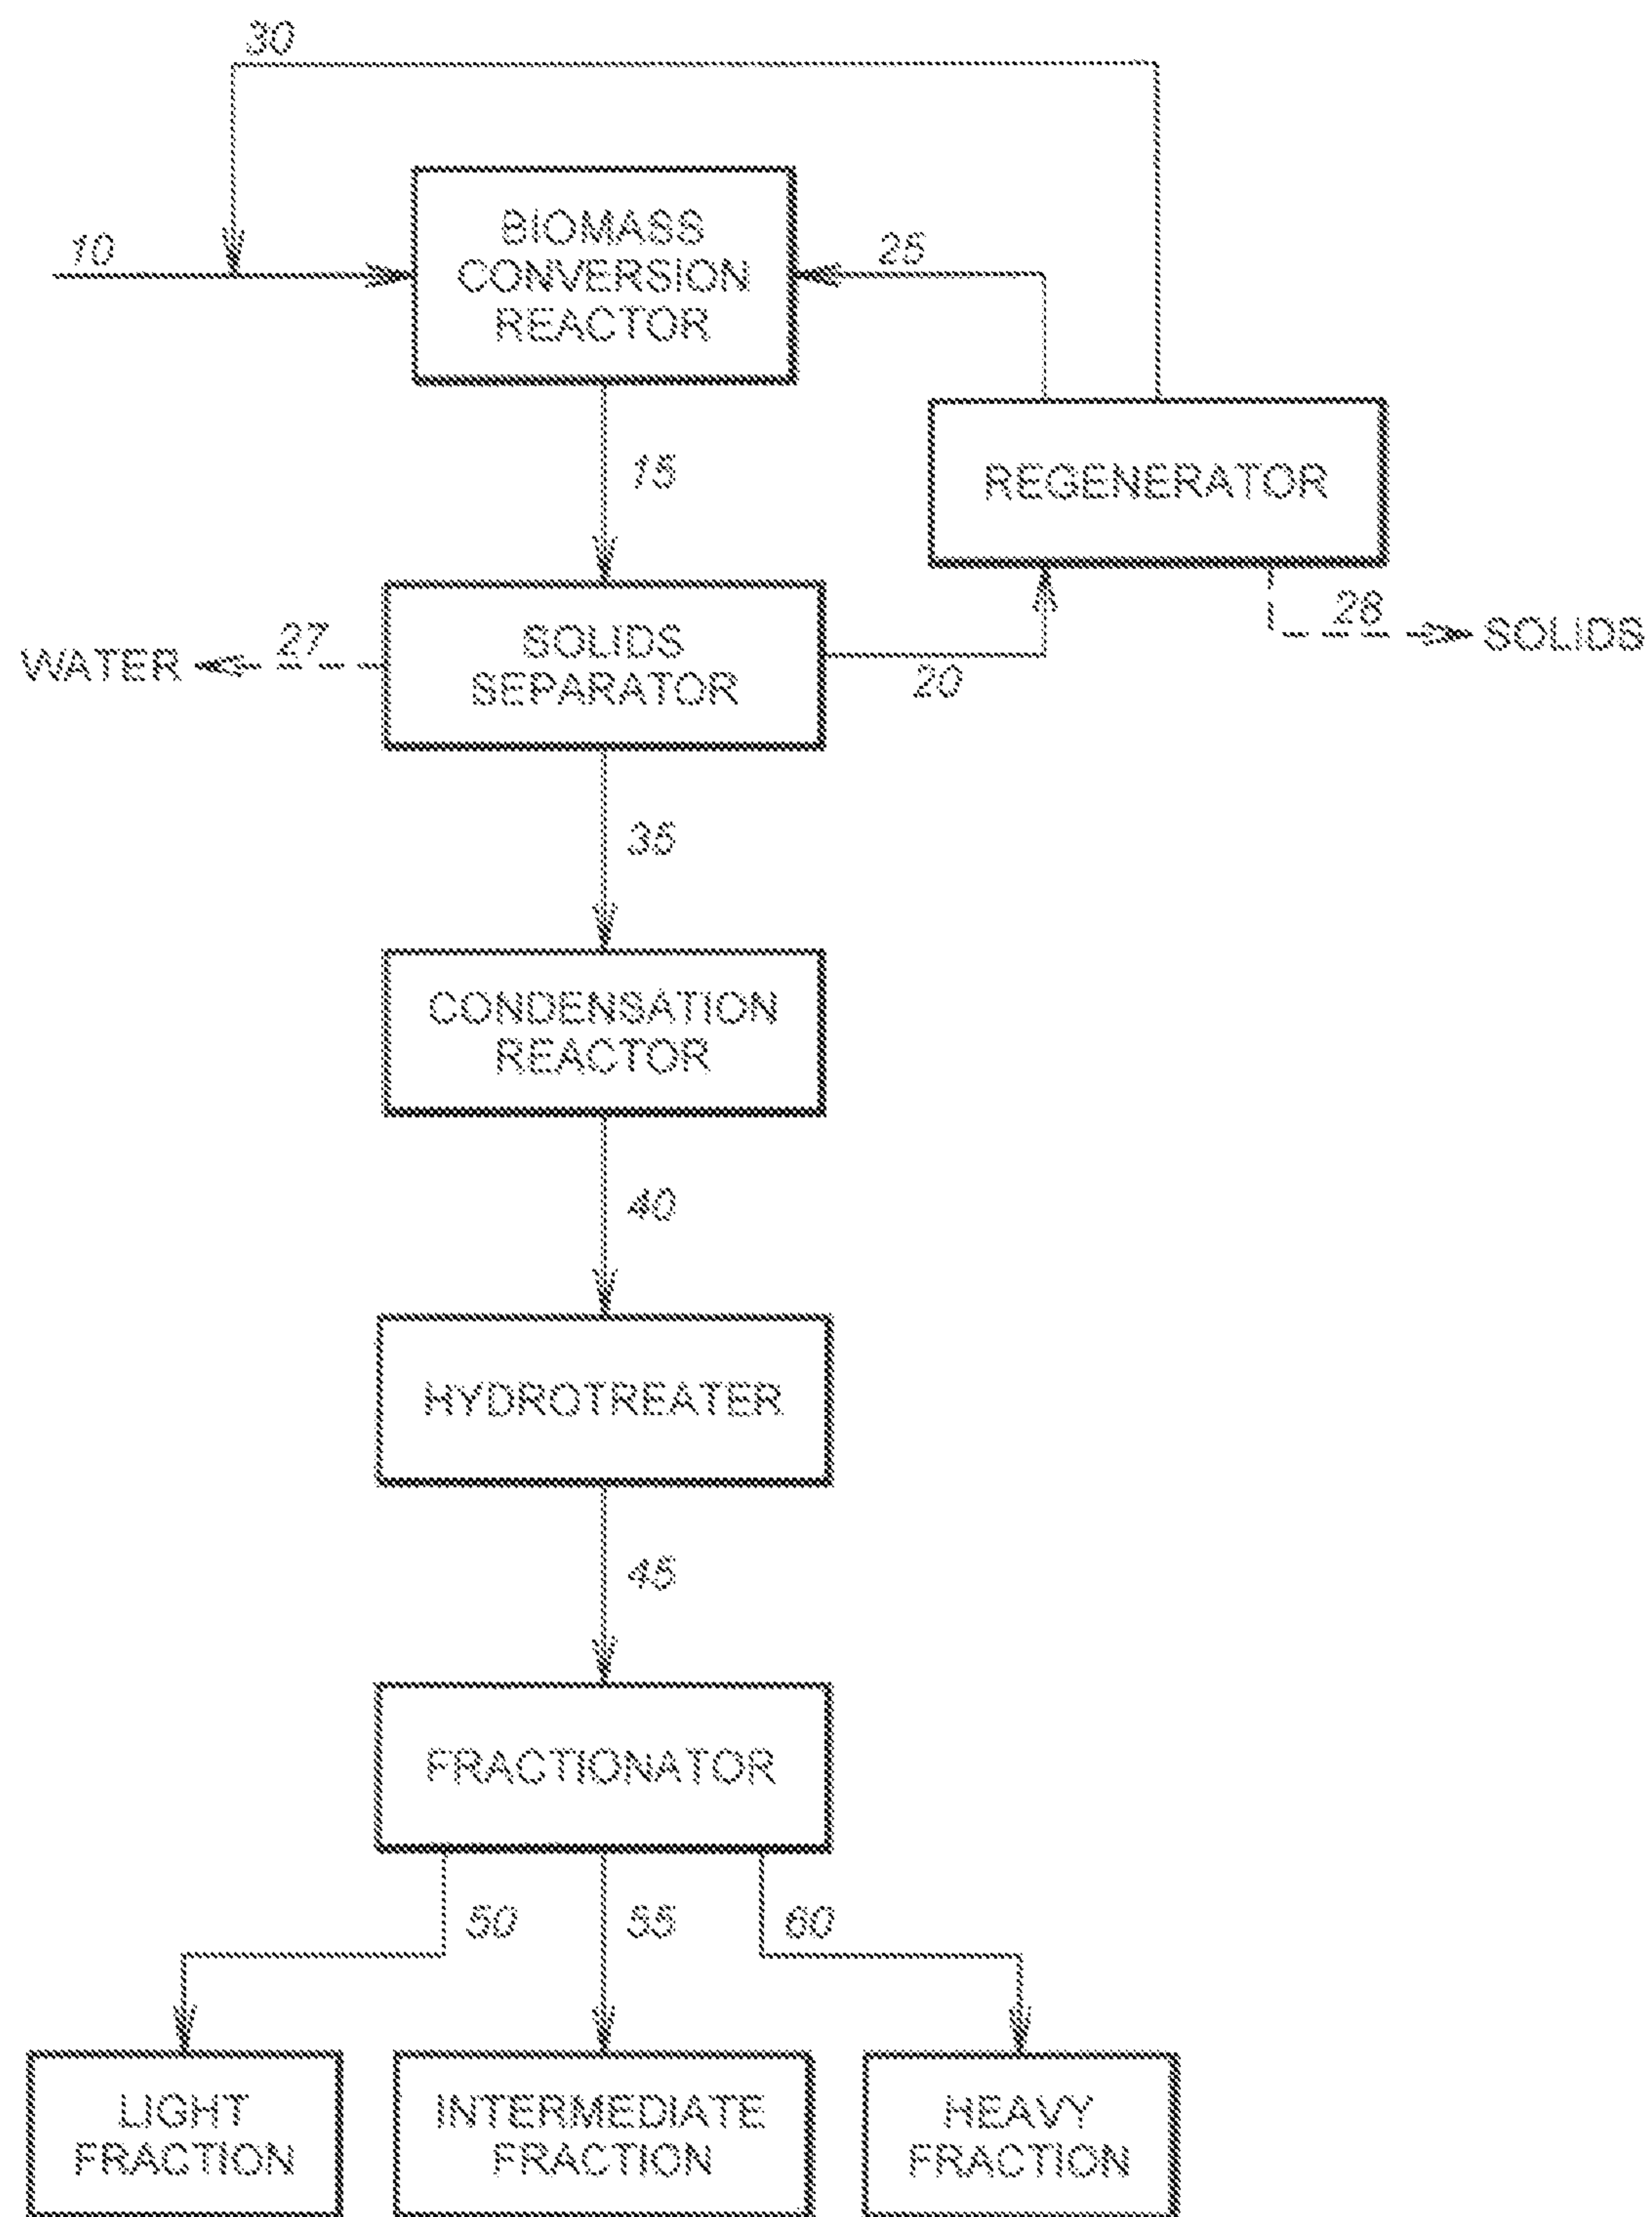 30
10
BIOMASS
CONVERSION
REACTOR
25
15
REGENERATOR
WATER
27
SOLIDS
SEPARATOR
20
28
SOLIDS
35
CONDENSATION
REACTOR
40
HYDROTREATER
45
FRACTIONATOR
50
55
60
LIGHT
FRACTION
INTERMEDIATE
FRACTION
HEAVY
FRACTION